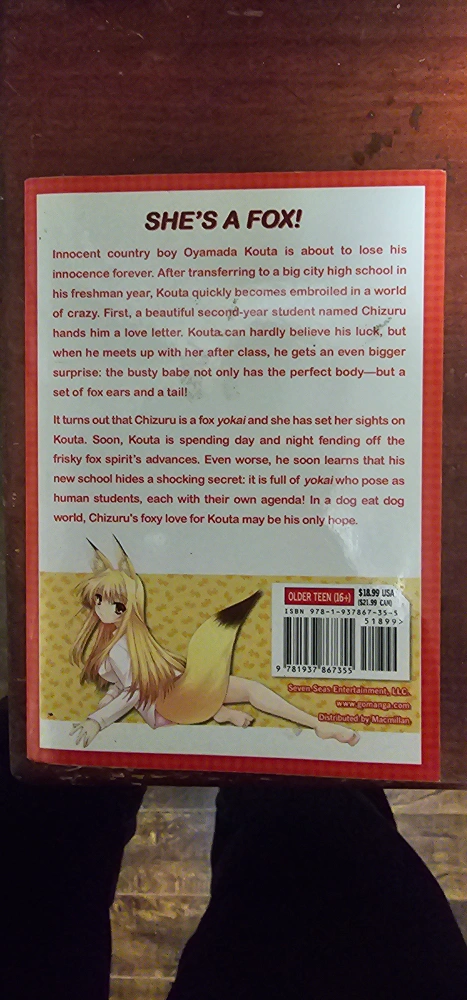 SHE'S A FOX!
Innocent country boy Oyamada Kouta is about to lose his
innocence forever. After transferring to a big city high school in
his freshman year, Kouta quickly becomes embroiled in a world
of crazy. First, a beautiful second-year student named Chizuru
hands him a love letter. Kouta can hardly believe his luck, but
when he meets up with her after class, he gets an even bigger
surprise: the busty babe not only has the perfect body—but a
set of fox ears and a tail!
It turns out that Chizuru is a fox yokai and she has set her sights on
Kouta. Soon, Kouta is spending day and night fending off the
frisky fox spirit's advances. Even worse, he soon learns that his
new school hides a shocking secret: it is full of yokai who pose as
human students, each with their own agenda! In a dog eat dog
world, Chizuru's foxy love for Kouta may be his only hope.
OLDER TEEN (16+)
$18.99 USA
($21.99 CAN)
ISBN 978-1-937867-35-5
51899>
9 781937 867355
Seven Seas Entertainment, LLC.
www.gomanga.com
Distributed by Macmillan